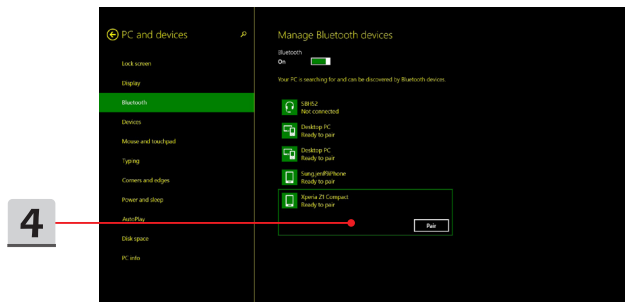 PC and devices
Lock screen
Display
Bluetooth
Devices
Mouse and touchpad
Typing
Corners and edges
Power and sleep
AutoPlay
Disk space
PC info
Manage Bluetooth devices
Bluetooth
On
Your PC is searching for and can be discovered by Bluetooth devices.
SBH52
Not connected
Desktop PC
Ready to pair
Desktop PC
Ready to pair
Ready to pair
Xperia Z1 Compact
Ready to pair
Pair
4